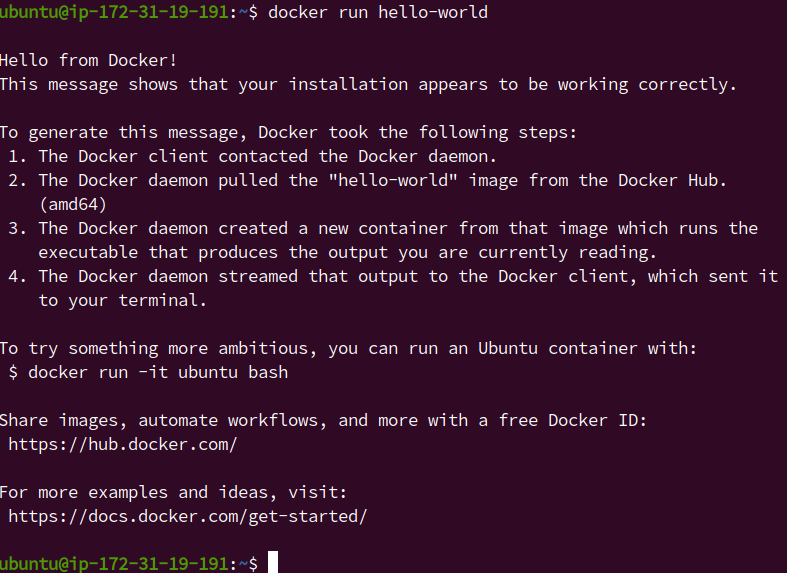 ubuntu@ip-172-31-19-191:~$ docker run hello-world
Hello from Docker!
This message shows that your installation appears to be working correctly.
To generate this message, Docker took the following steps:
1. The Docker client contacted the Docker daemon.
2. The Docker daemon pulled the "hello-world" image from the Docker Hub.
(amd64)
3. The Docker daemon created a new container from that image which runs the
executable that produces the output you are currently reading.
4. The Docker daemon streamed that output to the Docker client, which sent it
to your terminal.
To try something more ambitious, you can run an Ubuntu container with:
$ docker run -it ubuntu bash
Share images, automate workflows, and more with a free Docker ID:
https://hub.docker.com/
For more examples and ideas, visit:
https://docs.docker.com/get-started/
ubuntu@ip-172-31-19-191:~$